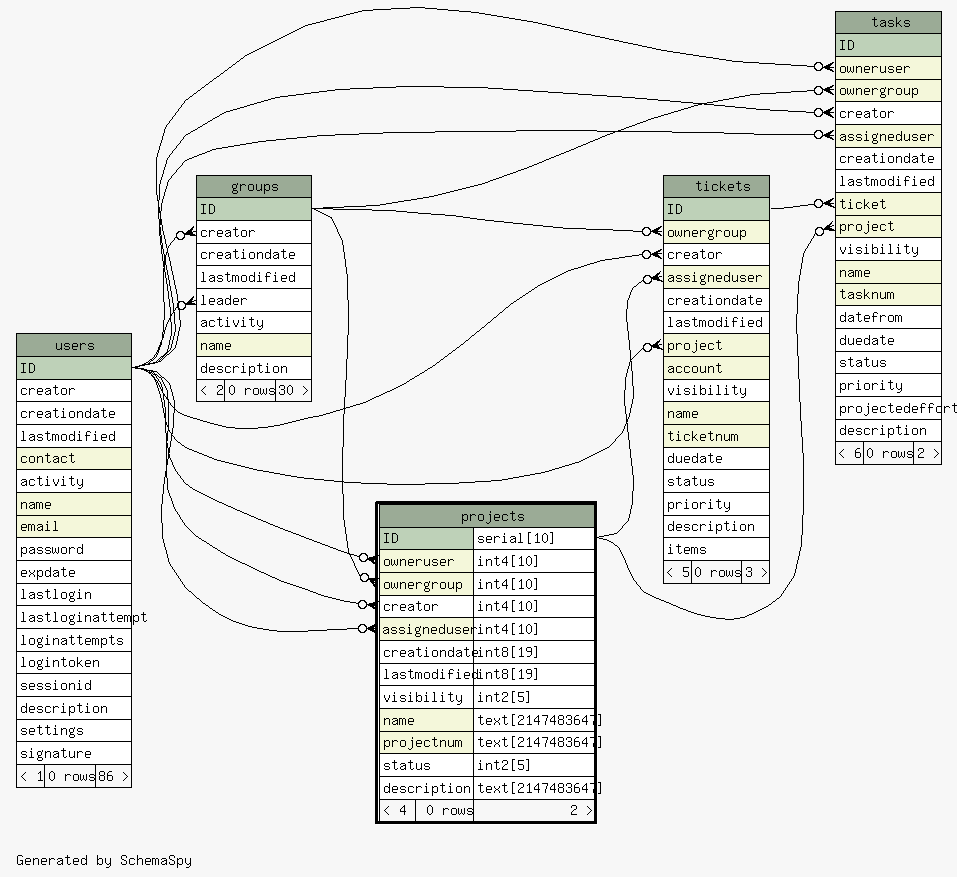 users
ID
creator
creationdate
lastmodified
contact
activity
name
email
password
expdate
lastlogin
lastloginattempt
loginattempts
logintoken
sessionid
description
settings
signature
< 1 0 rows 86 >
groups
ID
creator
creationdate
lastmodified
leader
activity
name
description
< 2 0 rows 30 >
projects
ID serial[10]
owneruser int4[10]
ownergroup int4[10]
creator int4[10]
assigneduser int4[10]
creationdate int8[19]
lastmodified int8[19]
visibility int2[5]
name text[2147483647]
projectnum text[2147483647]
status int2[5]
description text[2147483647]
< 4 0 rows 2 >
tickets
ID
ownergroup
creator
assigneduser
creationdate
lastmodified
project
account
visibility
name
ticketnum
duedate
status
priority
description
items
< 5 0 rows 3 >
tasks
ID
owneruser
ownergroup
creator
assigneduser
creationdate
lastmodified
ticket
project
visibility
name
tasknum
datefrom
duedate
status
priority
projectedeffort
description
< 6 0 rows 2 >
Generated by SchemaSpy